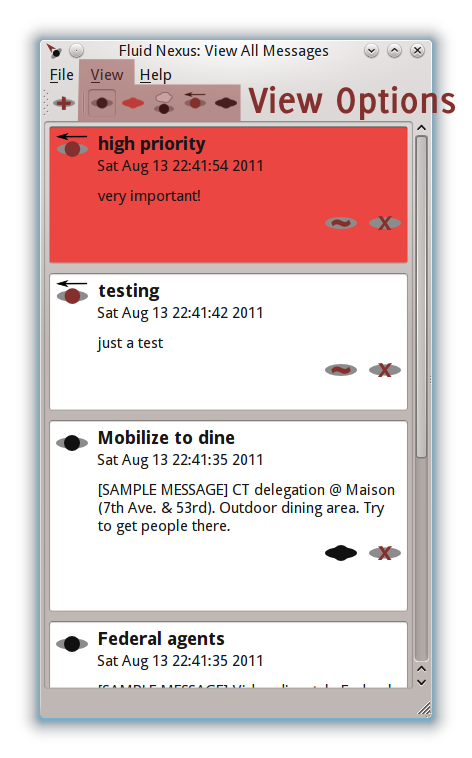 Fluid Nexus: View All Messages
File View Help
View Options
high priority
Sat Aug 13 22:41:54 2011
very important!
testing
Sat Aug 13 22:41:42 2011
just a test
Mobilize to dine
Sat Aug 13 22:41:35 2011
[SAMPLE MESSAGE] CT delegation @ Maison
(7th Ave. & 53rd). Outdoor dining area. Try
to get people there.
Federal agents
Sat Aug 13 22:41:35 2011
[SAMPLE MESSAGE]